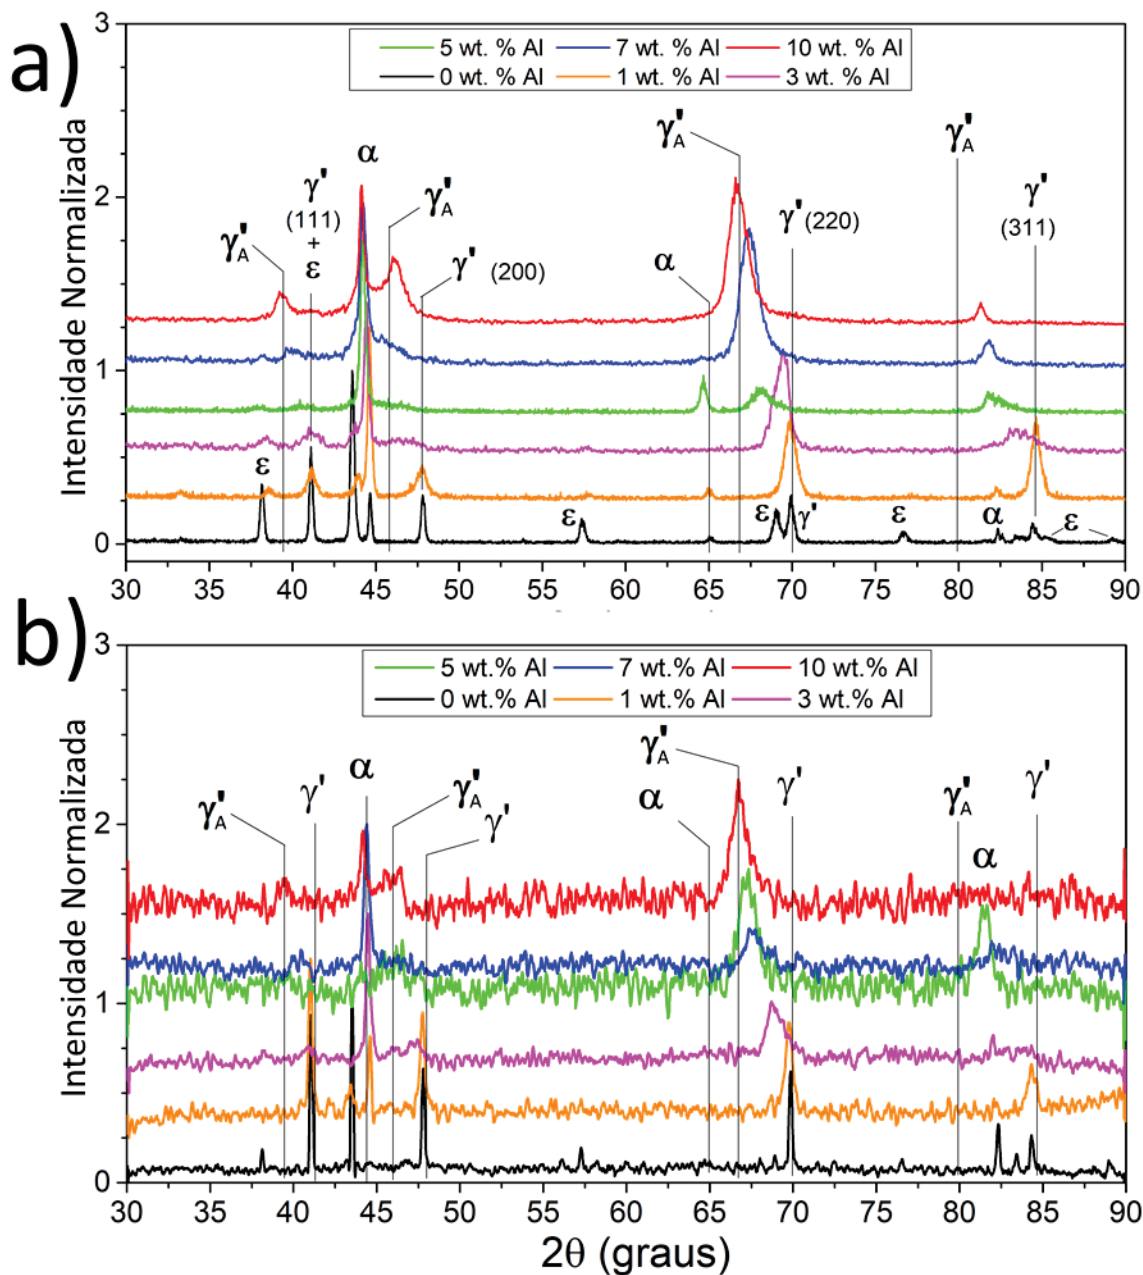 a)
Intensidade Normalizada
3
2
1
0
5 wt. % Al 7 wt. % Al 10 wt. % Al
0 wt. % Al 1 wt. % Al 3 wt. % Al
γ'A
γ'
(111)
+
ε
α
γ'A
γ' (200)
γ'A
α
γ' (220)
γ'A
γ'
(311)
ε
ε
ε
γ'
ε
α
ε
30 35 40 45 50 55 60 65 70 75 80 85 90
b)
Intensidade Normalizada
3
2
1
0
5 wt.% Al 7 wt.% Al 10 wt.% Al
0 wt.% Al 1 wt.% Al 3 wt.% Al
γ'A
γ'
α
γ'A
γ'
α
γ'A
γ'
γ'A
α
γ'
30 35 40 45 50 55 60 65 70 75 80 85 90
2θ (graus)